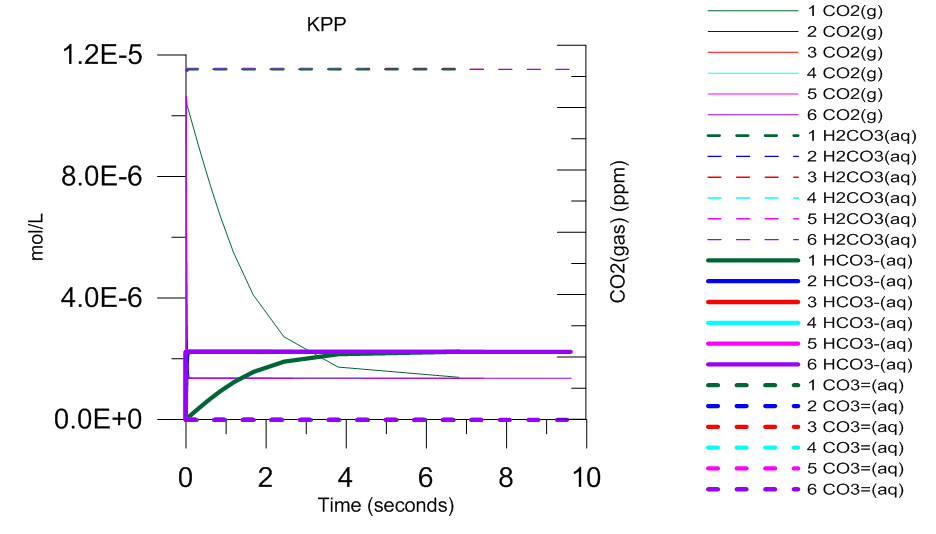 KPP
1.2E-5
8.0E-6
4.0E-6
0.0E+0
mol/L
CO2(gas) (ppm)
0 2 4 6 8 10
Time (seconds)
1 CO2(g)
2 CO2(g)
3 CO2(g)
4 CO2(g)
5 CO2(g)
6 CO2(g)
1 H2CO3(aq)
2 H2CO3(aq)
3 H2CO3(aq)
4 H2CO3(aq)
5 H2CO3(aq)
6 H2CO3(aq)
1 HCO3-(aq)
2 HCO3-(aq)
3 HCO3-(aq)
4 HCO3-(aq)
5 HCO3-(aq)
6 HCO3-(aq)
1 CO3=(aq)
2 CO3=(aq)
3 CO3=(aq)
4 CO3=(aq)
5 CO3=(aq)
6 CO3=(aq)